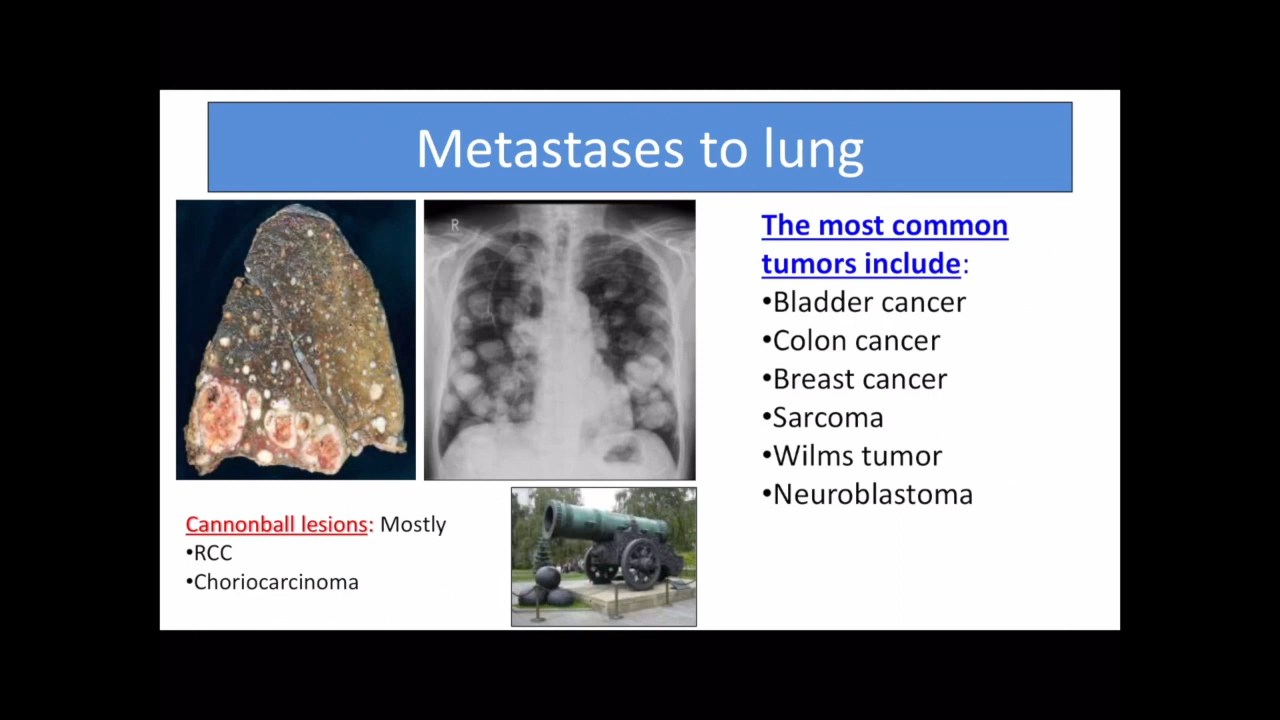 Metastases to lung
R
The most common
tumors include:
•Bladder cancer
•Colon cancer
•Breast cancer
•Sarcoma
•Wilms tumor
•Neuroblastoma
Cannonball lesions: Mostly
•RCC
•Choriocarcinoma